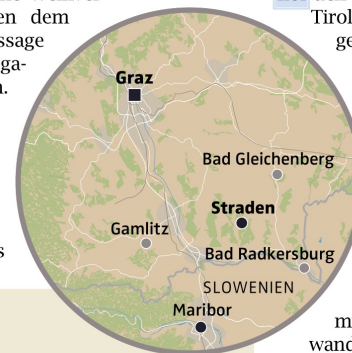 en dem
ssage
ga-
n.
s
Tirol
ge
m
wand
Graz
Bad Gleichenberg
Straden
Gamlitz
Bad Radkersburg
SLOWENIEN
Maribor